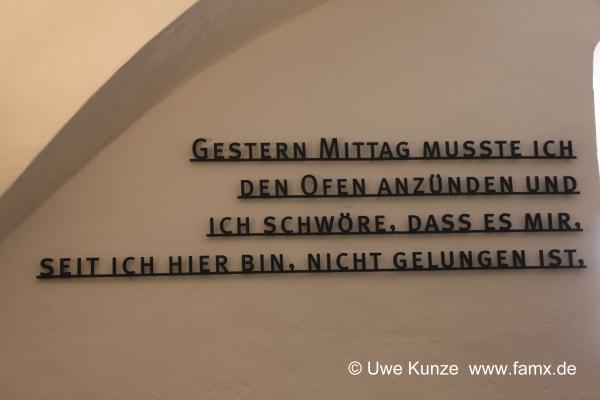 Gestern Mittag musste ich
den Ofen anzünden und
ich schwöre, dass es mir,
seit ich hier bin, nicht gelungen ist,
© Uwe Kunze www.famx.de